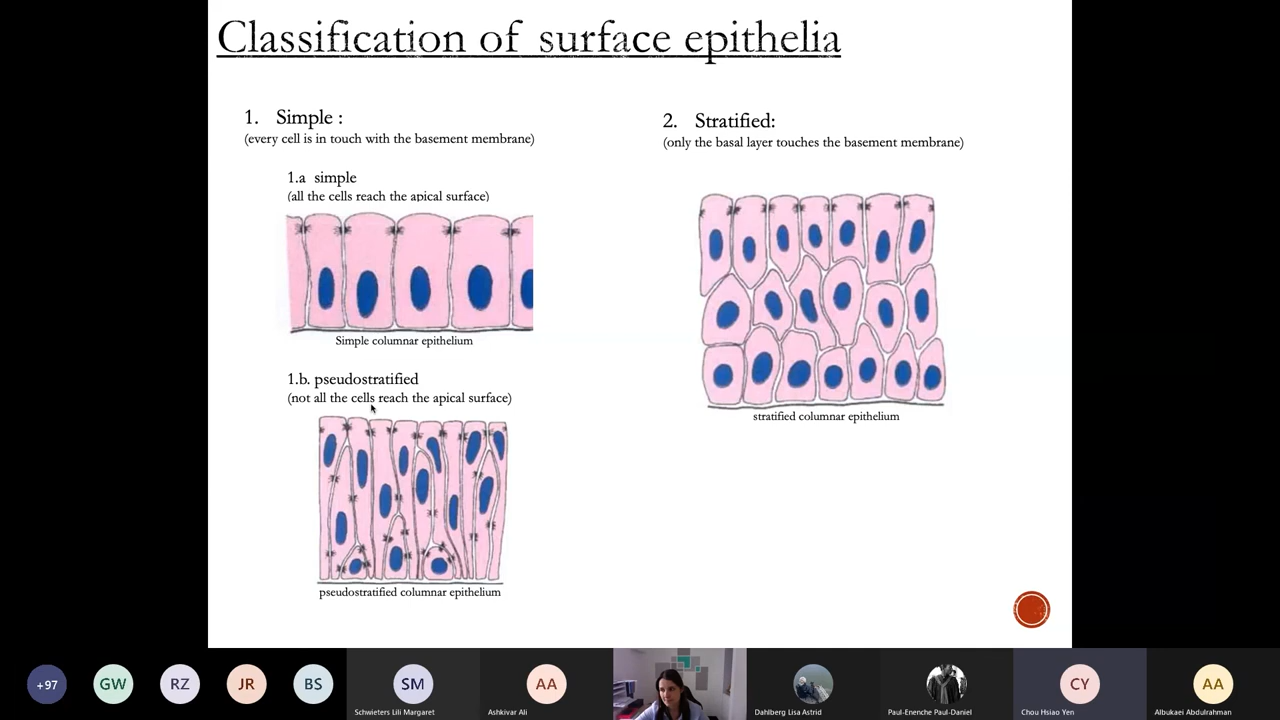 Classification of surface epithelia
1. Simple :
(every cell is in touch with the basement membrane)
1.a simple
(all the cells reach the apical surface)
Simple columnar epithelium
1.b. pseudostratified
(not all the cells reach the apical surface)
pseudostratified columnar epithelium
2. Stratified:
(only the basal layer touches the basement membrane)
stratified columnar epithelium
+97
GW
RZ
JR
BS
SM
Schwieters Lili Margaret
AA
Ashkivar Ali
Dahlberg Lisa Astrid
Paul-Enenche Paul-Daniel
CY
Chou Hsiao Yen
AA
Albukaei Abdulrahman